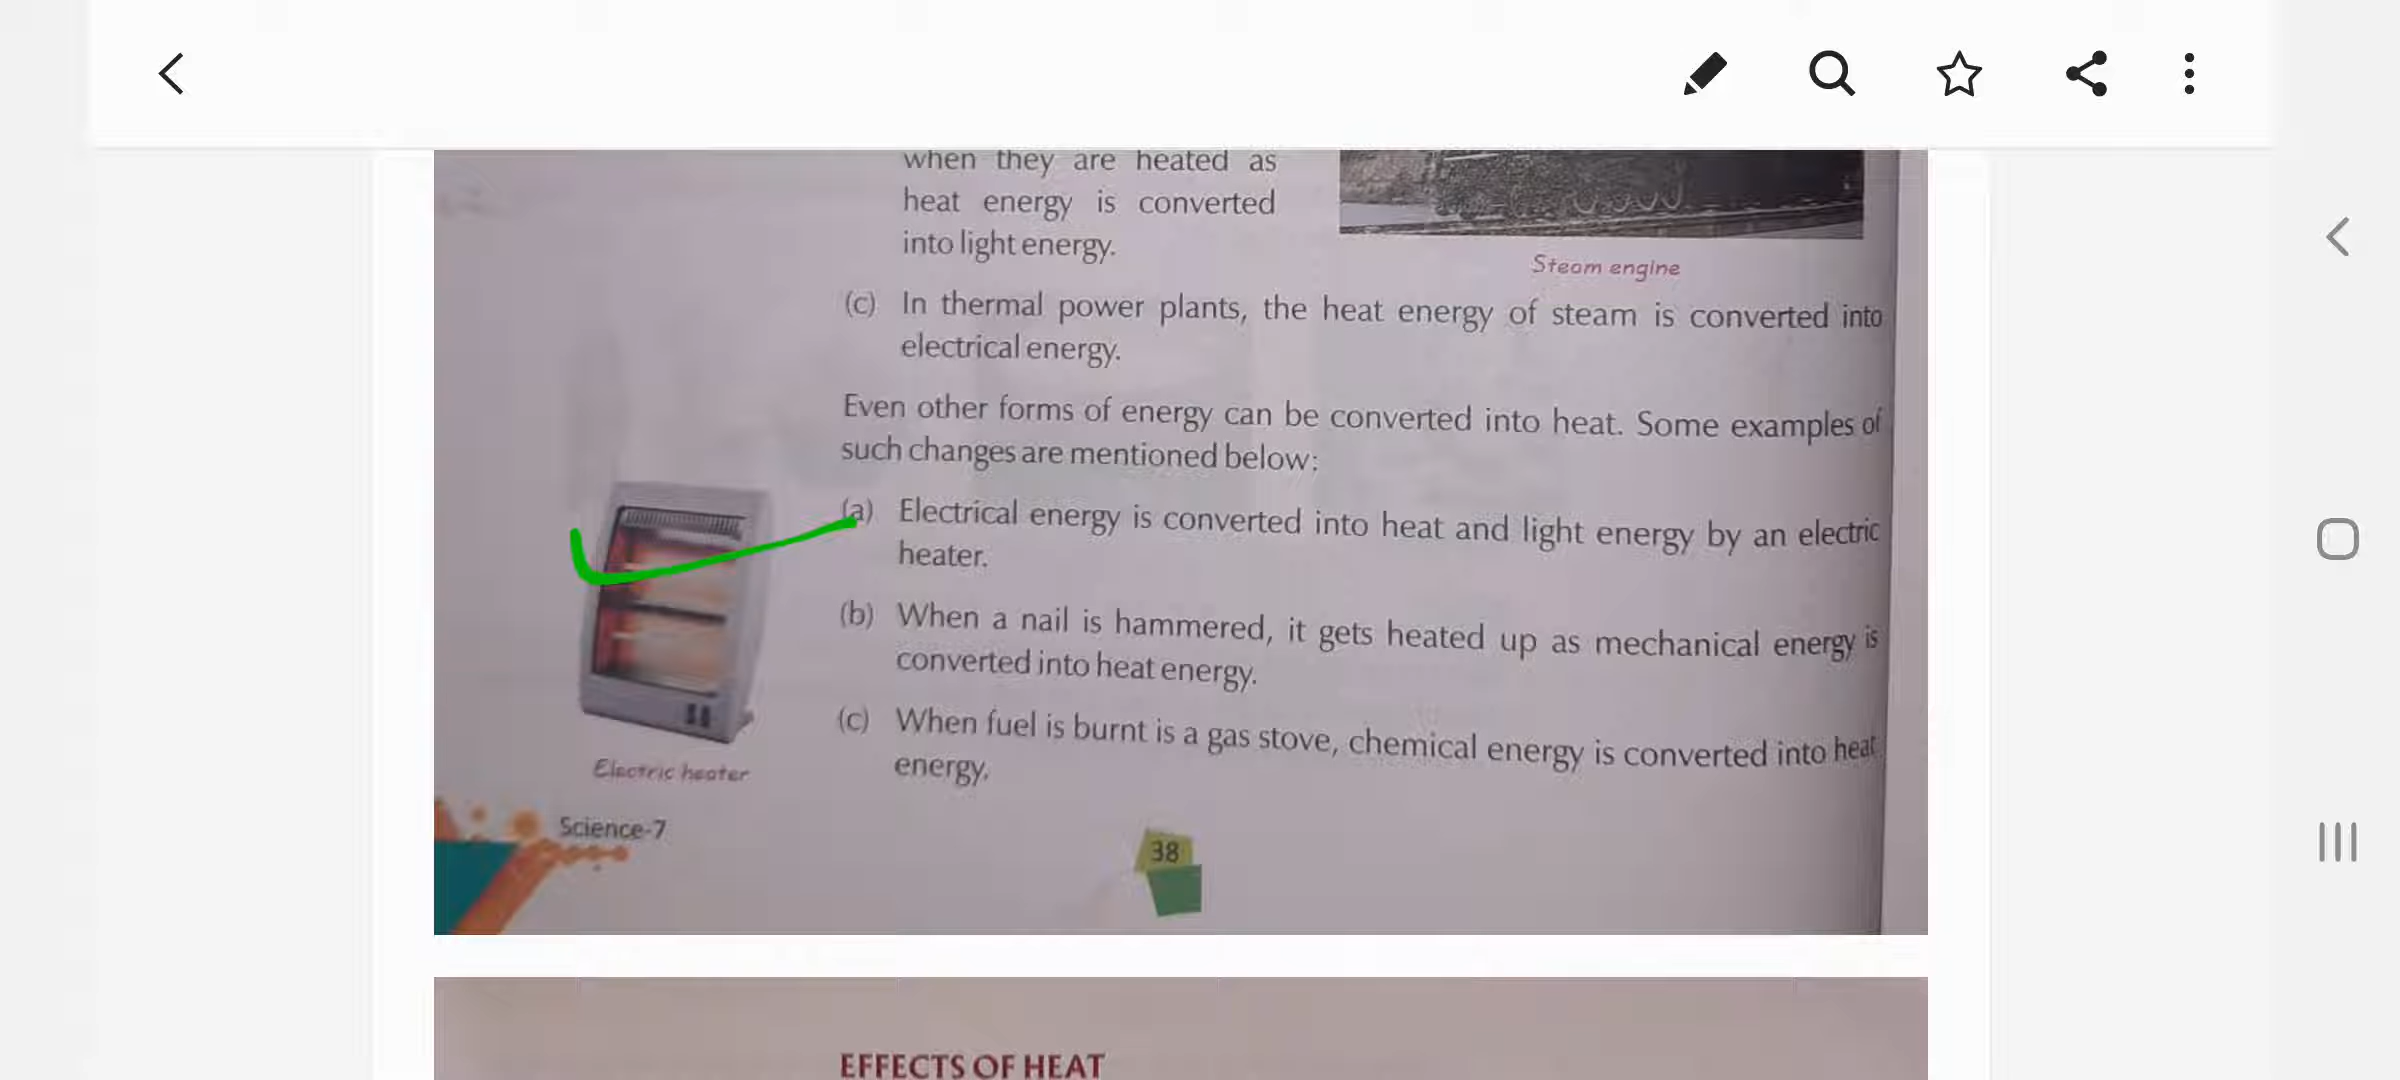 when they are heated as
heat energy is converted
into light energy.
Steam engine
(c) In thermal power plants, the heat energy of steam is converted into
electrical energy.
Even other forms of energy can be converted into heat. Some examples of
such changes are mentioned below:
(a) Electrical energy is converted into heat and light energy by an electric
heater.
(b) When a nail is hammered, it gets heated up as mechanical energy is
converted into heat energy.
(c) When fuel is burnt is a gas stove, chemical energy is converted into heat
energy.
Electric heater
Science-7
38
EFFECTS OF HEAT